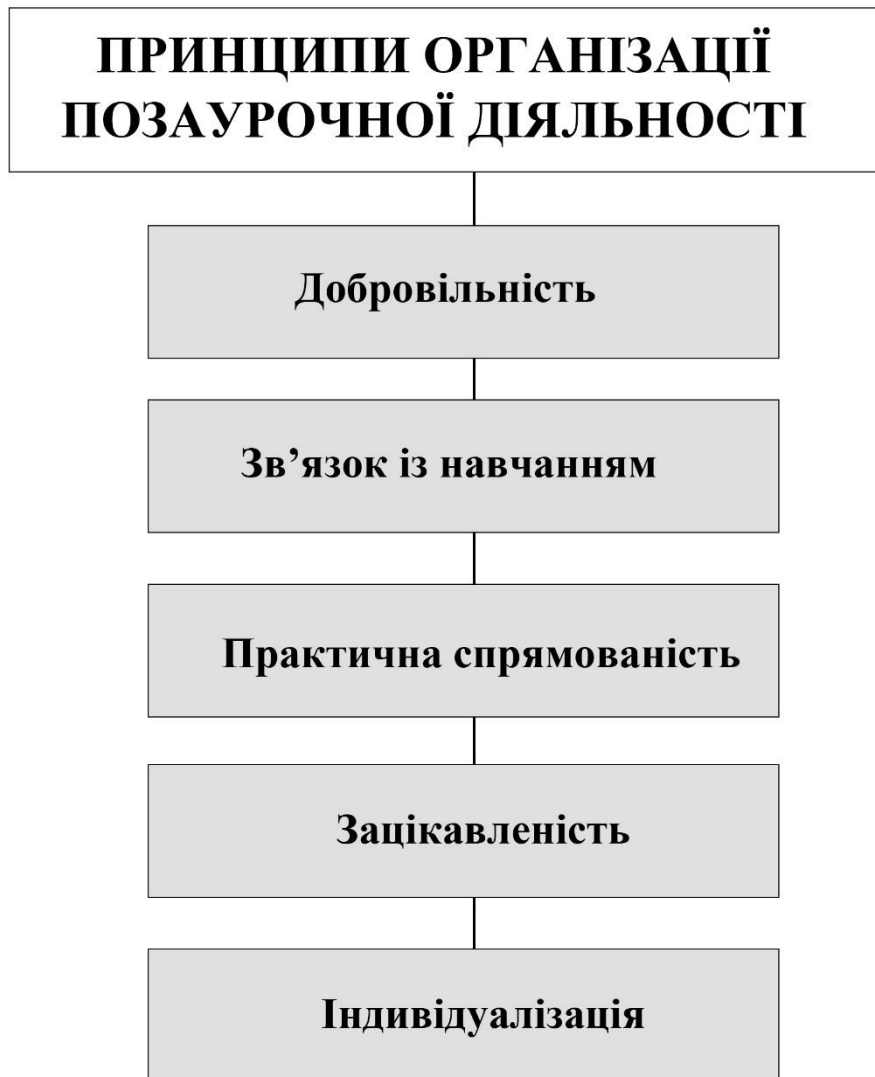 ПРИНЦИПИ ОРГАНІЗАЦІЇ
ПОЗАУРОЧНОЇ ДІЯЛЬНОСТІ
Добровільність
Зв’язок із навчанням
Практична спрямованість
Зацікавленість
Індивідуалізація